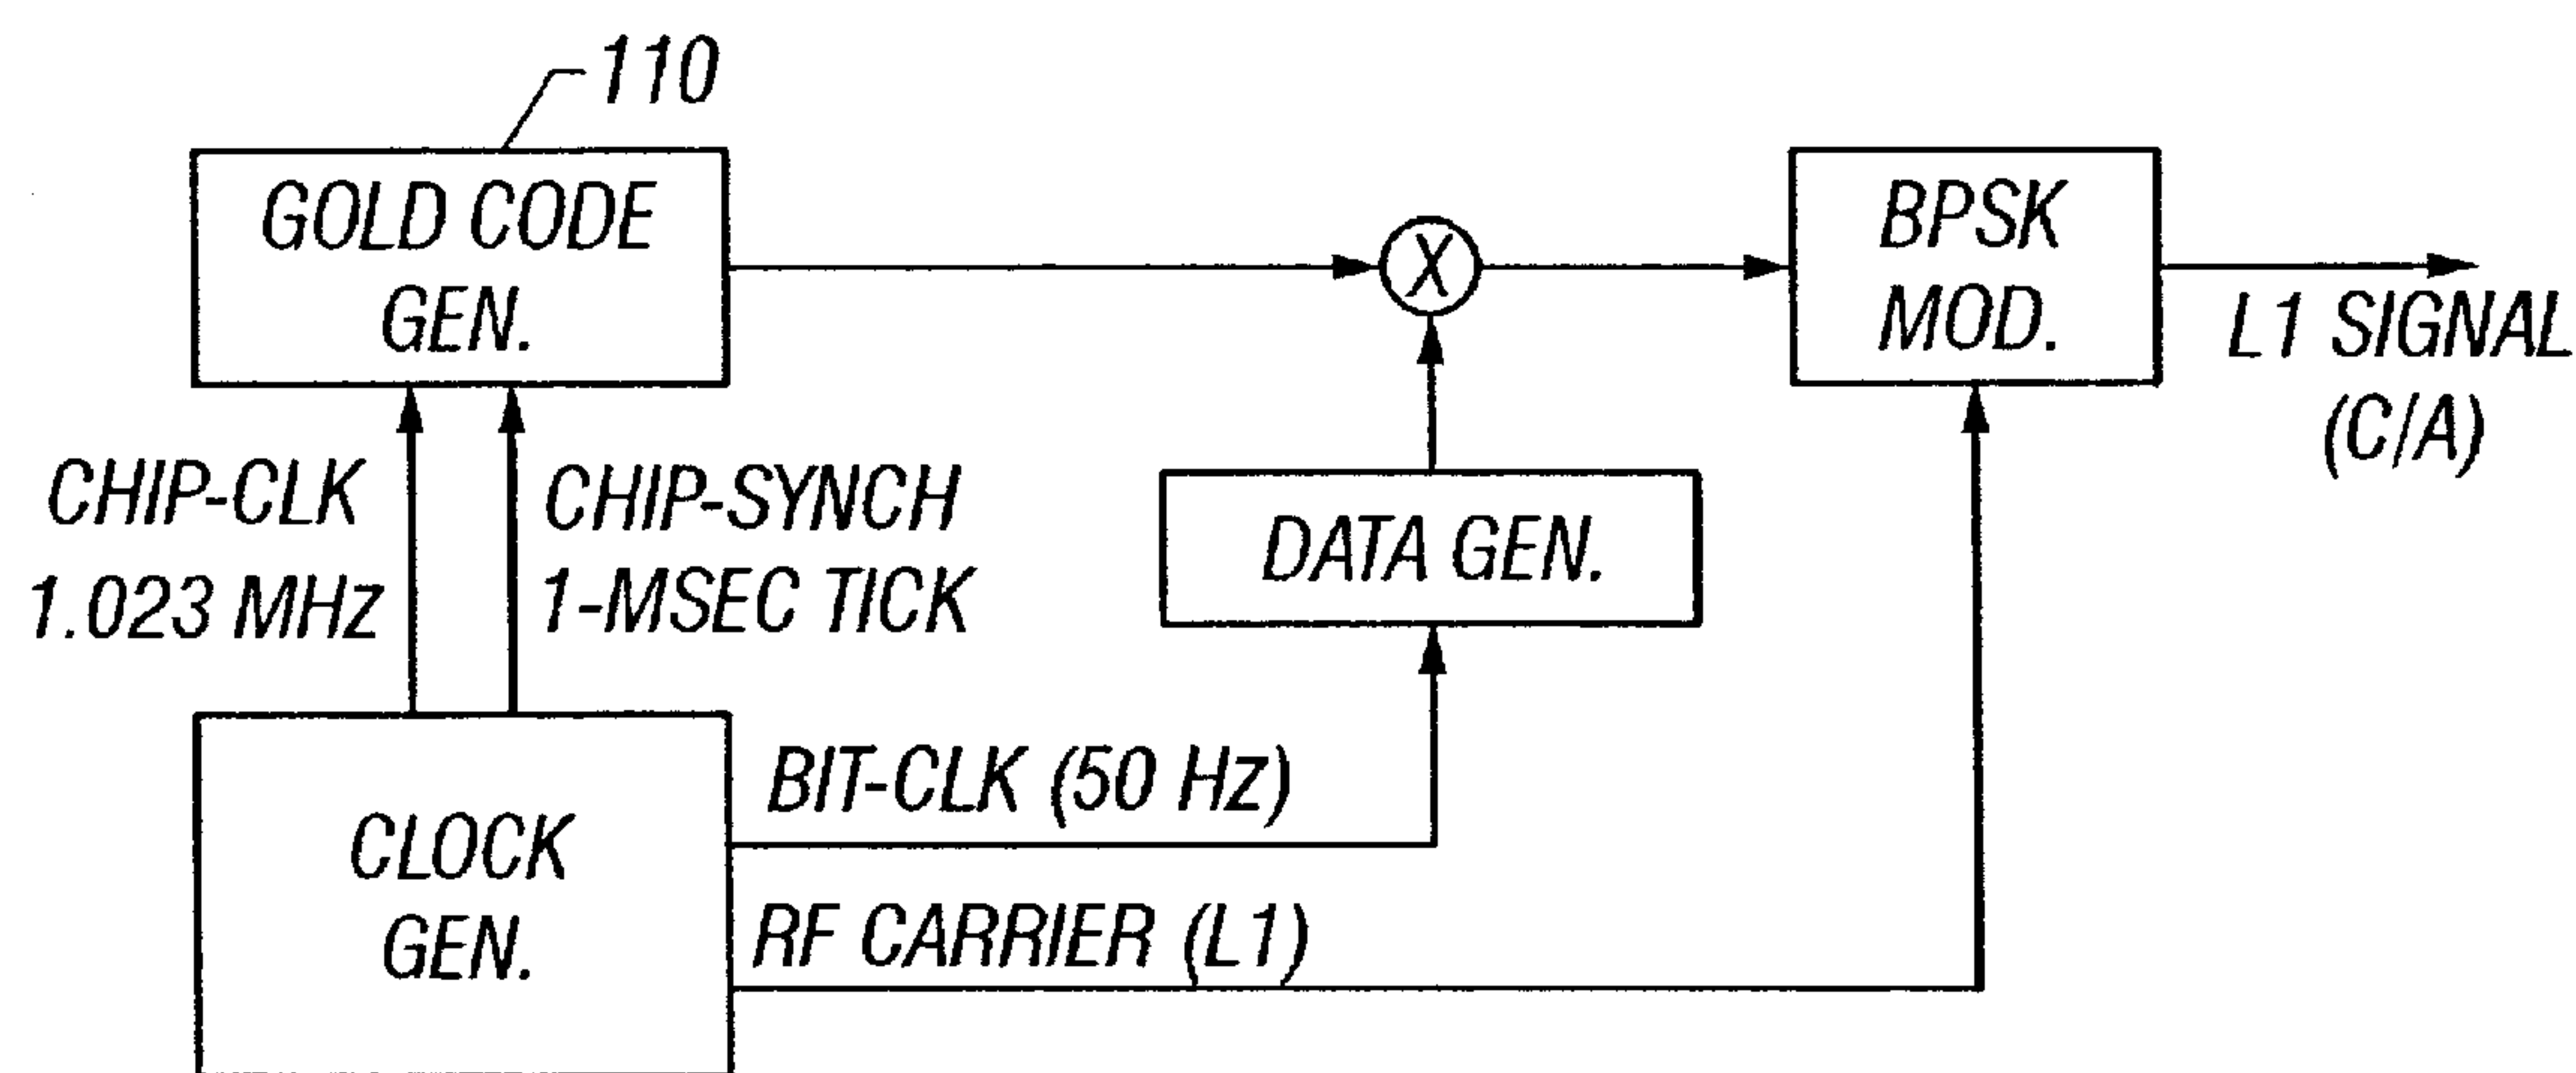 110
GOLD CODE
GEN.
X
BPSK
MOD.
L1 SIGNAL
(C/A)
CHIP-CLK
1.023 MHz
CHIP-SYNCH
1-MSEC TICK
DATA GEN.
CLOCK
GEN.
BIT-CLK (50 Hz)
RF CARRIER (L1)